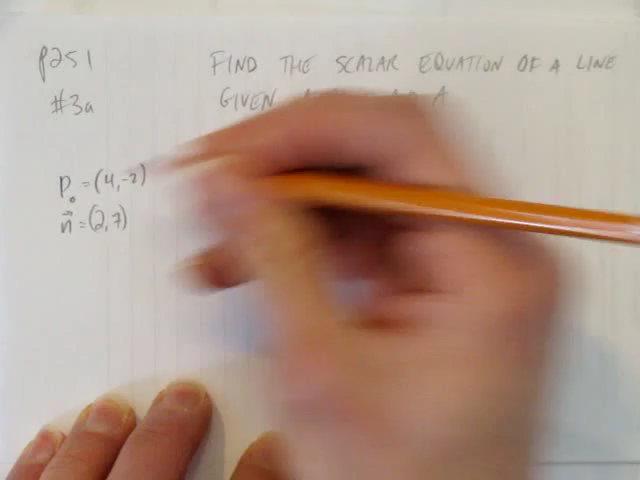 p251
#3a
FIND THE SCALAR EQUATION OF A LINE
GIVEN A
P₀ = (4, -2)
n⃗ = (2, 7)